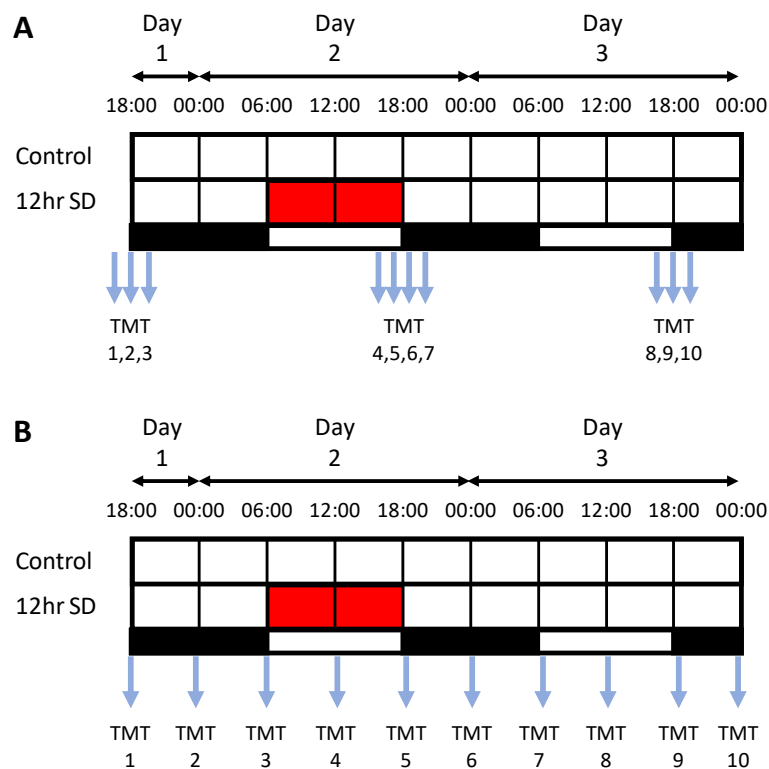 A
Day Day Day
1 2 3
18:00 00:00 06:00 12:00 18:00 00:00 06:00 12:00 18:00 00:00
Control
12hr SD
TMT TMT TMT
1,2,3 4,5,6,7 8,9,10
B
Day Day Day
1 2 3
18:00 00:00 06:00 12:00 18:00 00:00 06:00 12:00 18:00 00:00
Control
12hr SD
TMT TMT TMT TMT TMT TMT TMT TMT TMT TMT
1 2 3 4 5 6 7 8 9 10